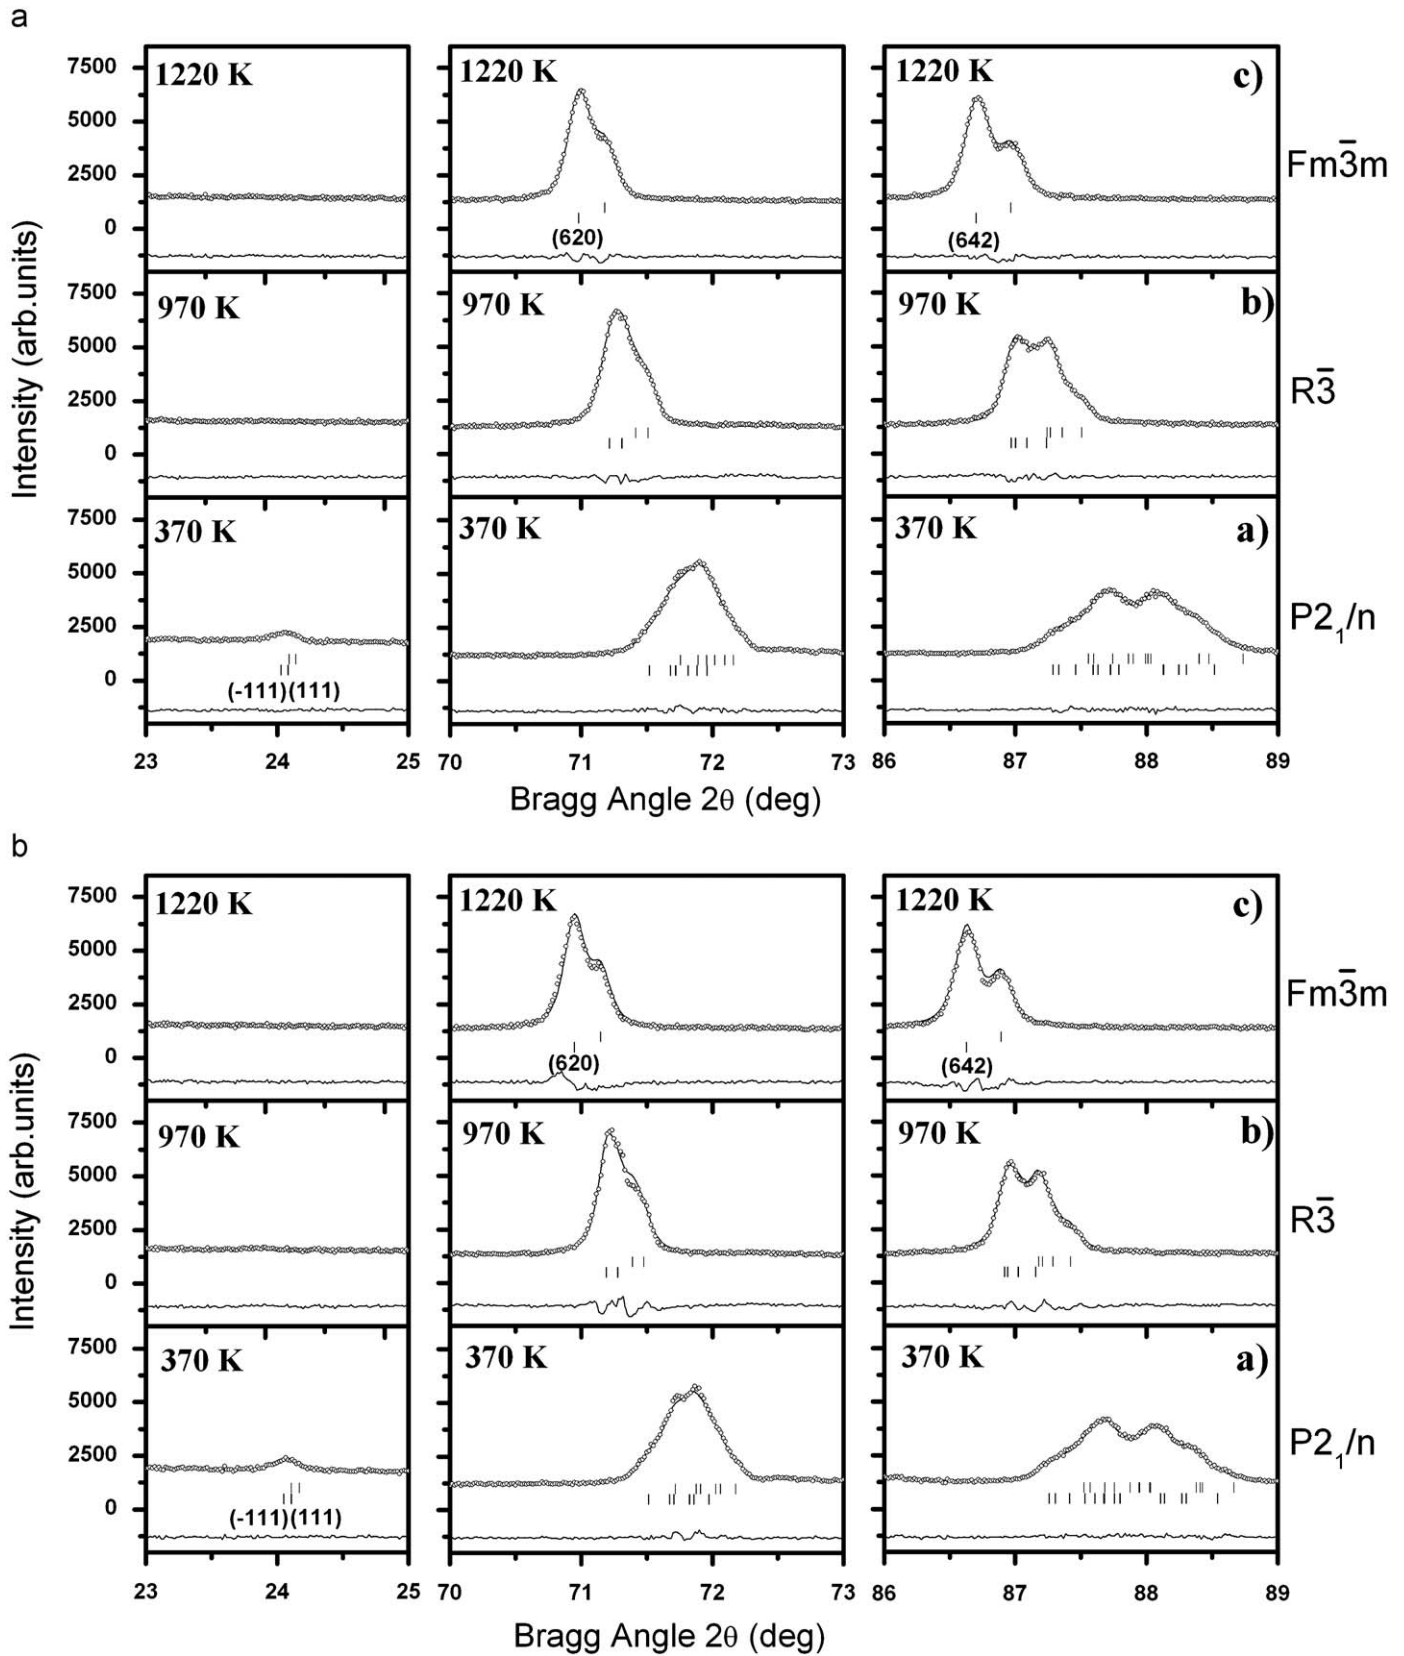 a
1220 K
1220 K
1220 K
c)
7500
5000
2500
0
(620)
(642)
Fm3̅m
970 K
970 K
970 K
b)
7500
5000
2500
0
R3̅
370 K
370 K
370 K
a)
7500
5000
2500
0
(-111)(111)
P2₁/n
23 24 25 70 71 72 73 86 87 88 89
Intensity (arb.units)
Bragg Angle 2θ (deg)
b
1220 K
1220 K
1220 K
c)
7500
5000
2500
0
(620)
(642)
Fm3̅m
970 K
970 K
970 K
b)
7500
5000
2500
0
R3̅
370 K
370 K
370 K
a)
7500
5000
2500
0
(-111)(111)
P2₁/n
23 24 25 70 71 72 73 86 87 88 89
Intensity (arb.units)
Bragg Angle 2θ (deg)